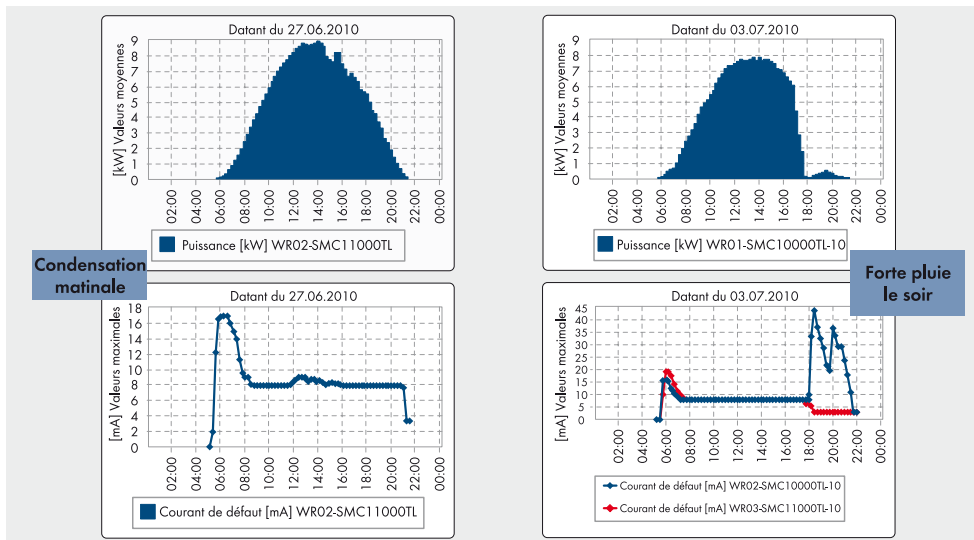 Datant du 27.06.2010
[kW] Valeurs moyennes
9
8
7
6
5
4
3
2
1
0
02:00 04:00 06:00 08:00 10:00 12:00 14:00 16:00 18:00 20:00 22:00 00:00
Puissance [kW] WR02-SMC11000TL
Datant du 03.07.2010
[kW] Valeurs moyennes
9
8
7
6
5
4
3
2
1
0
02:00 04:00 06:00 08:00 10:00 12:00 14:00 16:00 18:00 20:00 22:00 00:00
Puissance [kW] WR01-SMC10000TL-10
Condensation
matinale
Forte pluie
le soir
Datant du 27.06.2010
[mA] Valeurs maximales
18
16
14
12
10
8
6
4
2
0
02:00 04:00 06:00 08:00 10:00 12:00 14:00 16:00 18:00 20:00 22:00 00:00
Courant de défaut [mA] WR02-SMC11000TL
Datant du 03.07.2010
[mA] Valeurs maximales
45
40
35
30
25
20
15
10
5
0
02:00 04:00 06:00 08:00 10:00 12:00 14:00 16:00 18:00 20:00 22:00 00:00
Courant de défaut [mA] WR02-SMC10000TL-10
Courant de défaut [mA] WR03-SMC11000TL-10